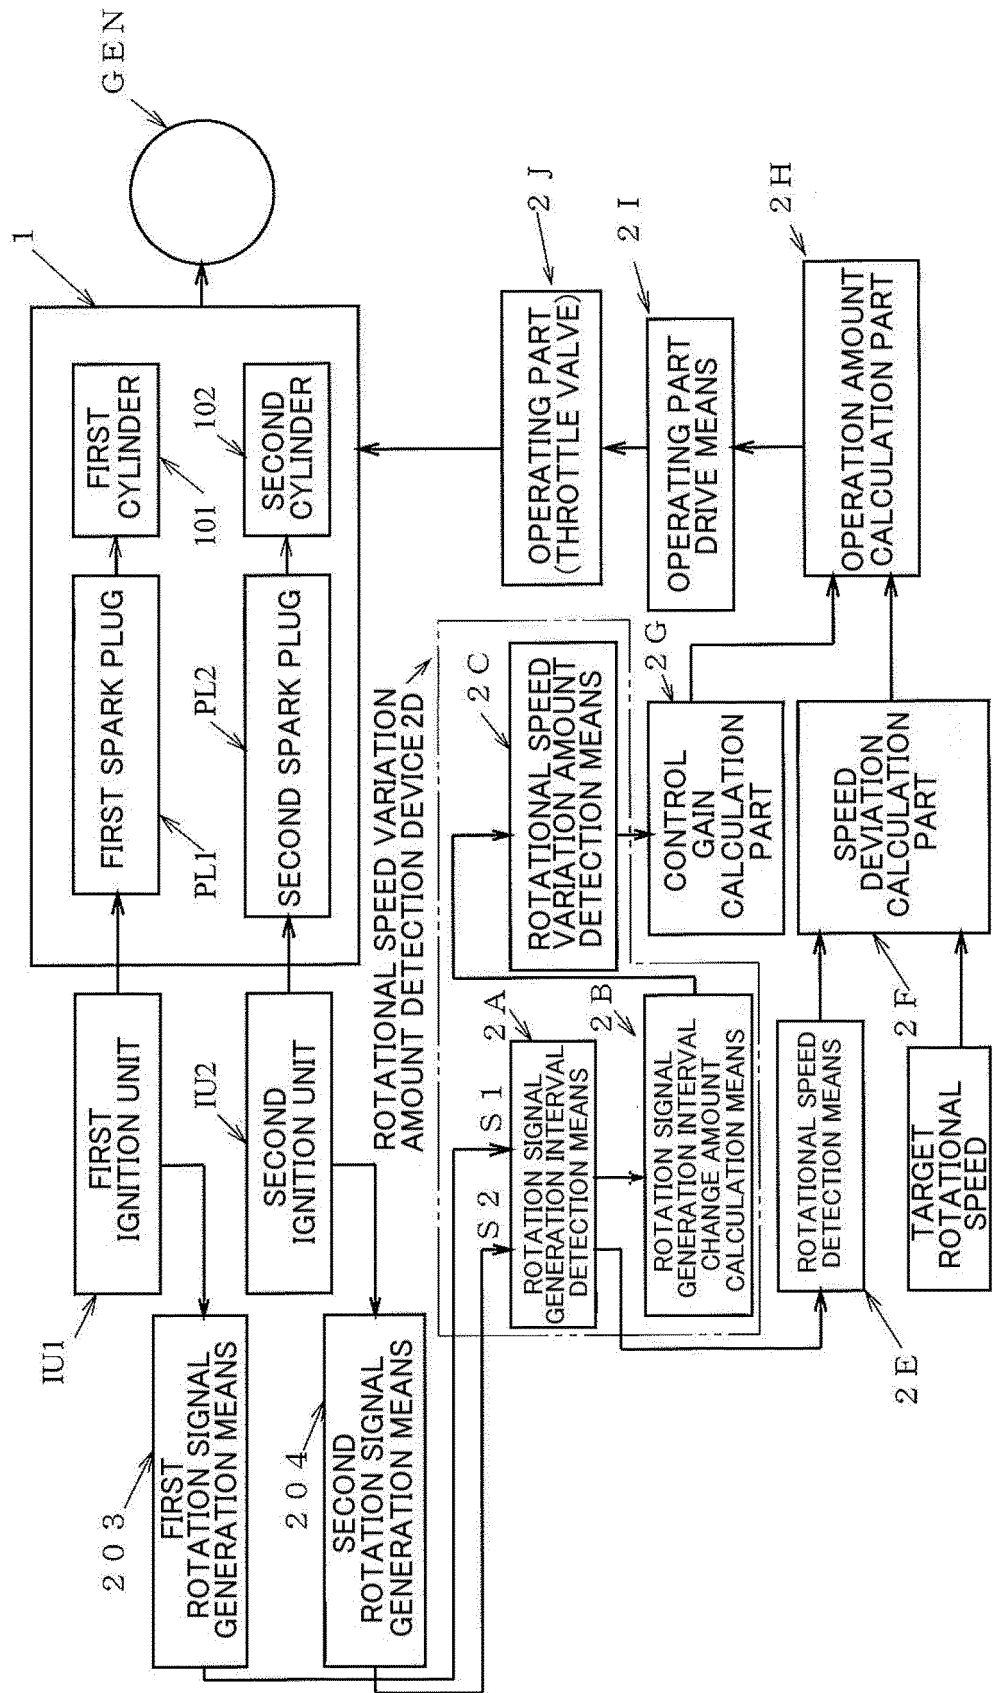 GEN
1
FIRST
CYLINDER
101
102
SECOND
CYLINDER
FIRST SPARK PLUG
PL1
PL2
SECOND SPARK PLUG
FIRST
IGNITION UNIT
IU1
IU2
SECOND
IGNITION UNIT
203
FIRST
ROTATION SIGNAL
GENERATION MEANS
204
SECOND
ROTATION SIGNAL
GENERATION MEANS
ROTATIONAL SPEED VARIATION
AMOUNT DETECTION DEVICE2D
S1
S2
2A
ROTATION SIGNAL
GENERATION INTERVAL
DETECTION MEANS
2B
ROTATION SIGNAL
GENERATION INTERVAL
CHANGE AMOUNT
CALCULATION MEANS
2C
ROTATIONAL SPEED
VARIATION AMOUNT
DETECTION MEANS
2G
CONTROL
GAIN
CALCULATION
PART
SPEED
DEVIATION
CALCULATION
PART
2F
ROTATIONAL SPEED
DETECTION MEANS
2E
TARGET
ROTATIONAL
SPEED
2J
OPERATING PART
(THROTTLE VALVE)
2I
OPERATING PART
DRIVE MEANS
2H
OPERATION AMOUNT
CALCULATION PART